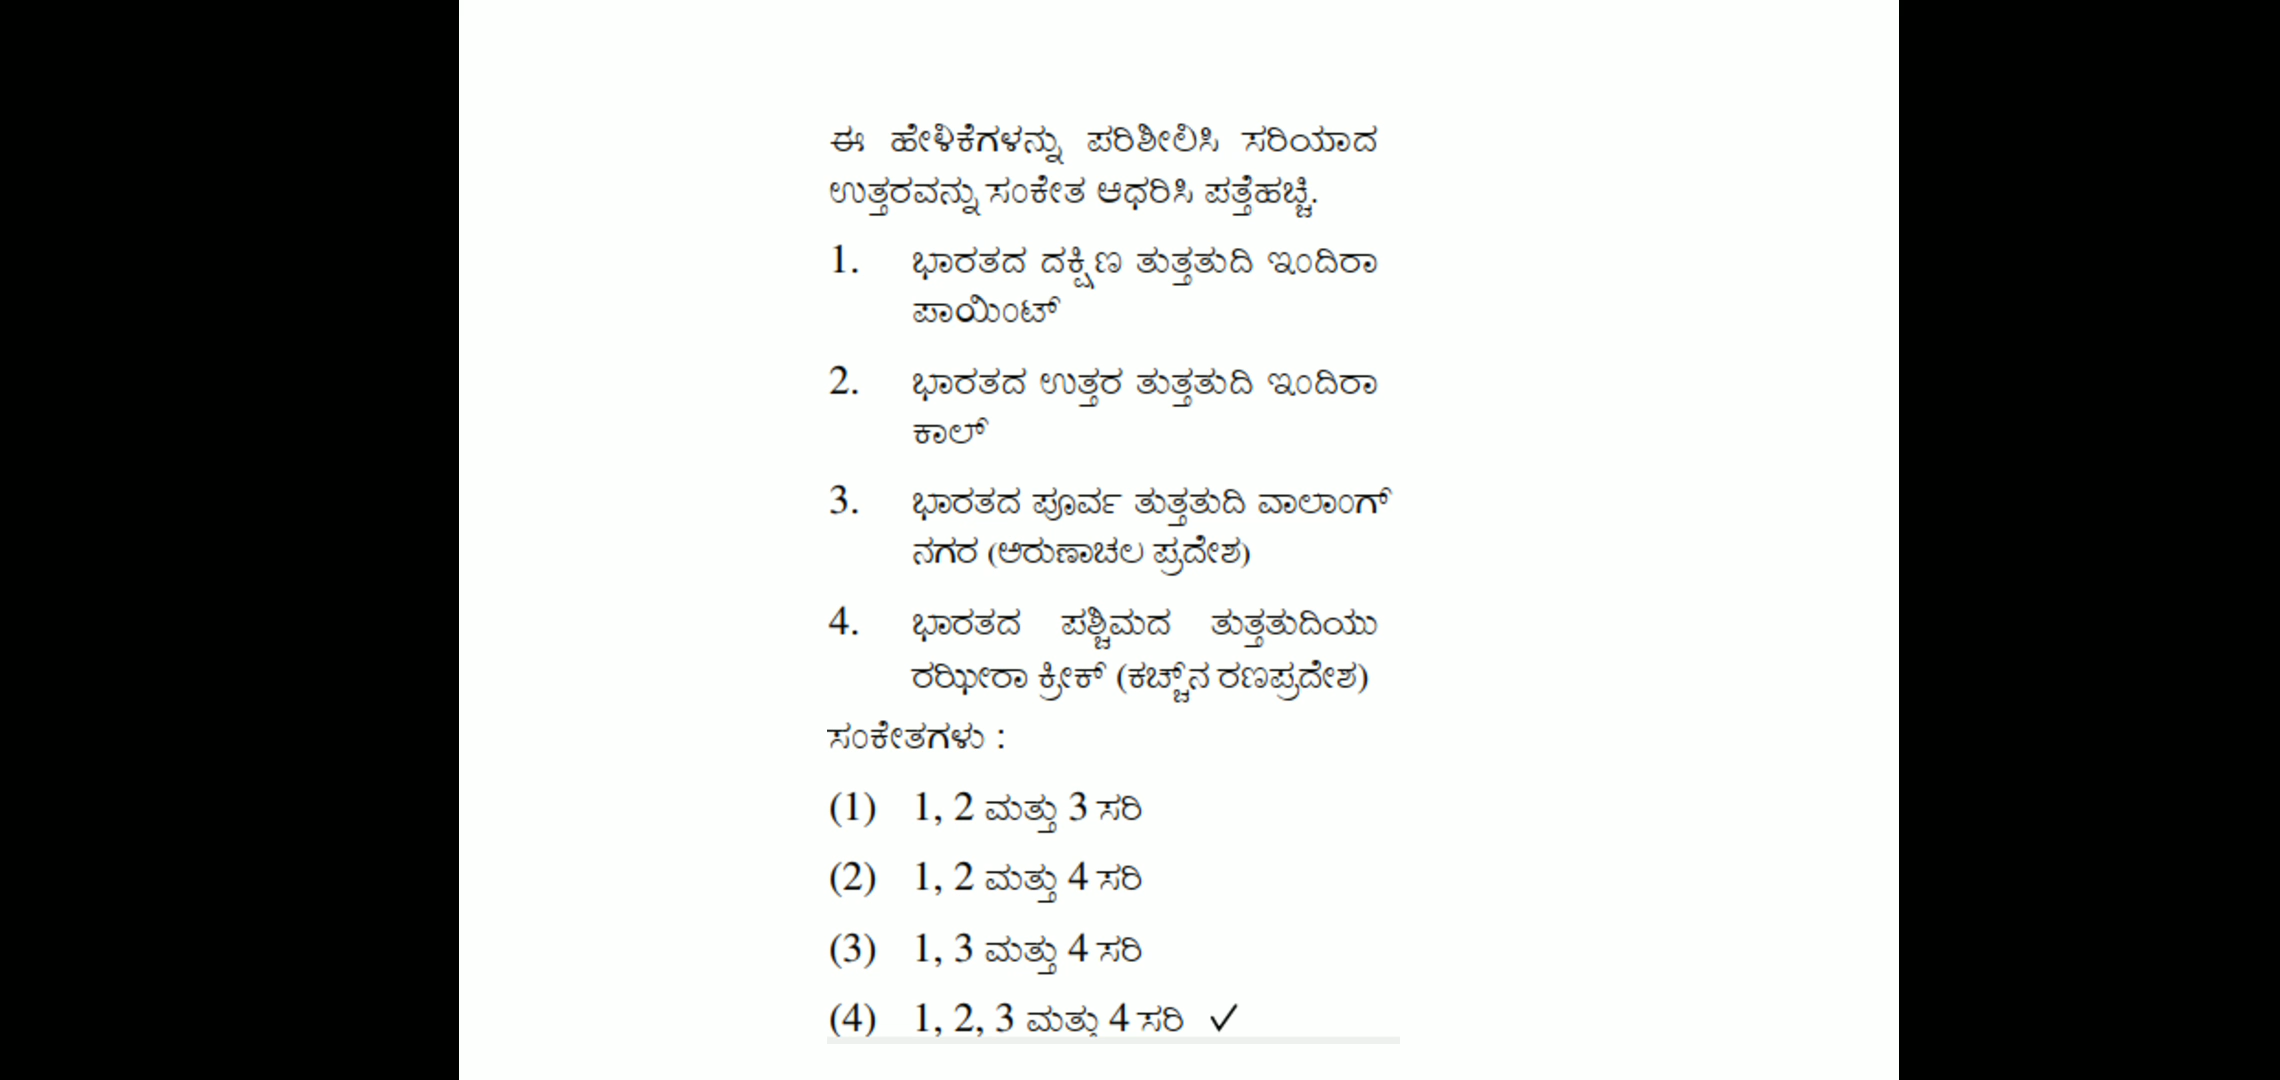 ಈ ಹೇಳಿಕೆಗಳನ್ನು ಪರಿಶೀಲಿಸಿ ಸರಿಯಾದ
ಉತ್ತರವನ್ನು ಸಂಕೇತ ಆಧರಿಸಿ ಪತ್ತೆಹಚ್ಚಿ.
1. ಭಾರತದ ದಕ್ಷಿಣ ತುತ್ತತುದಿ ಇಂದಿರಾ
ಪಾಯಿಂಟ್
2. ಭಾರತದ ಉತ್ತರ ತುತ್ತತುದಿ ಇಂದಿರಾ
ಕಾಲ್
3. ಭಾರತದ ಪೂರ್ವ ತುತ್ತತುದಿ ವಾಲಾಂಗ್
ನಗರ (ಅರುಣಾಚಲ ಪ್ರದೇಶ)
4. ಭಾರತದ ಪಶ್ಚಿಮದ ತುತ್ತತುದಿಯು
ರಝೀರಾ ಕ್ರೀಕ್ (ಕಚ್ಚ್‌ನ ರಣಪ್ರದೇಶ)
ಸಂಕೇತಗಳು :
(1) 1, 2 ಮತ್ತು 3 ಸರಿ
(2) 1, 2 ಮತ್ತು 4 ಸರಿ
(3) 1, 3 ಮತ್ತು 4 ಸರಿ
(4) 1, 2, 3 ಮತ್ತು 4 ಸರಿ ✓